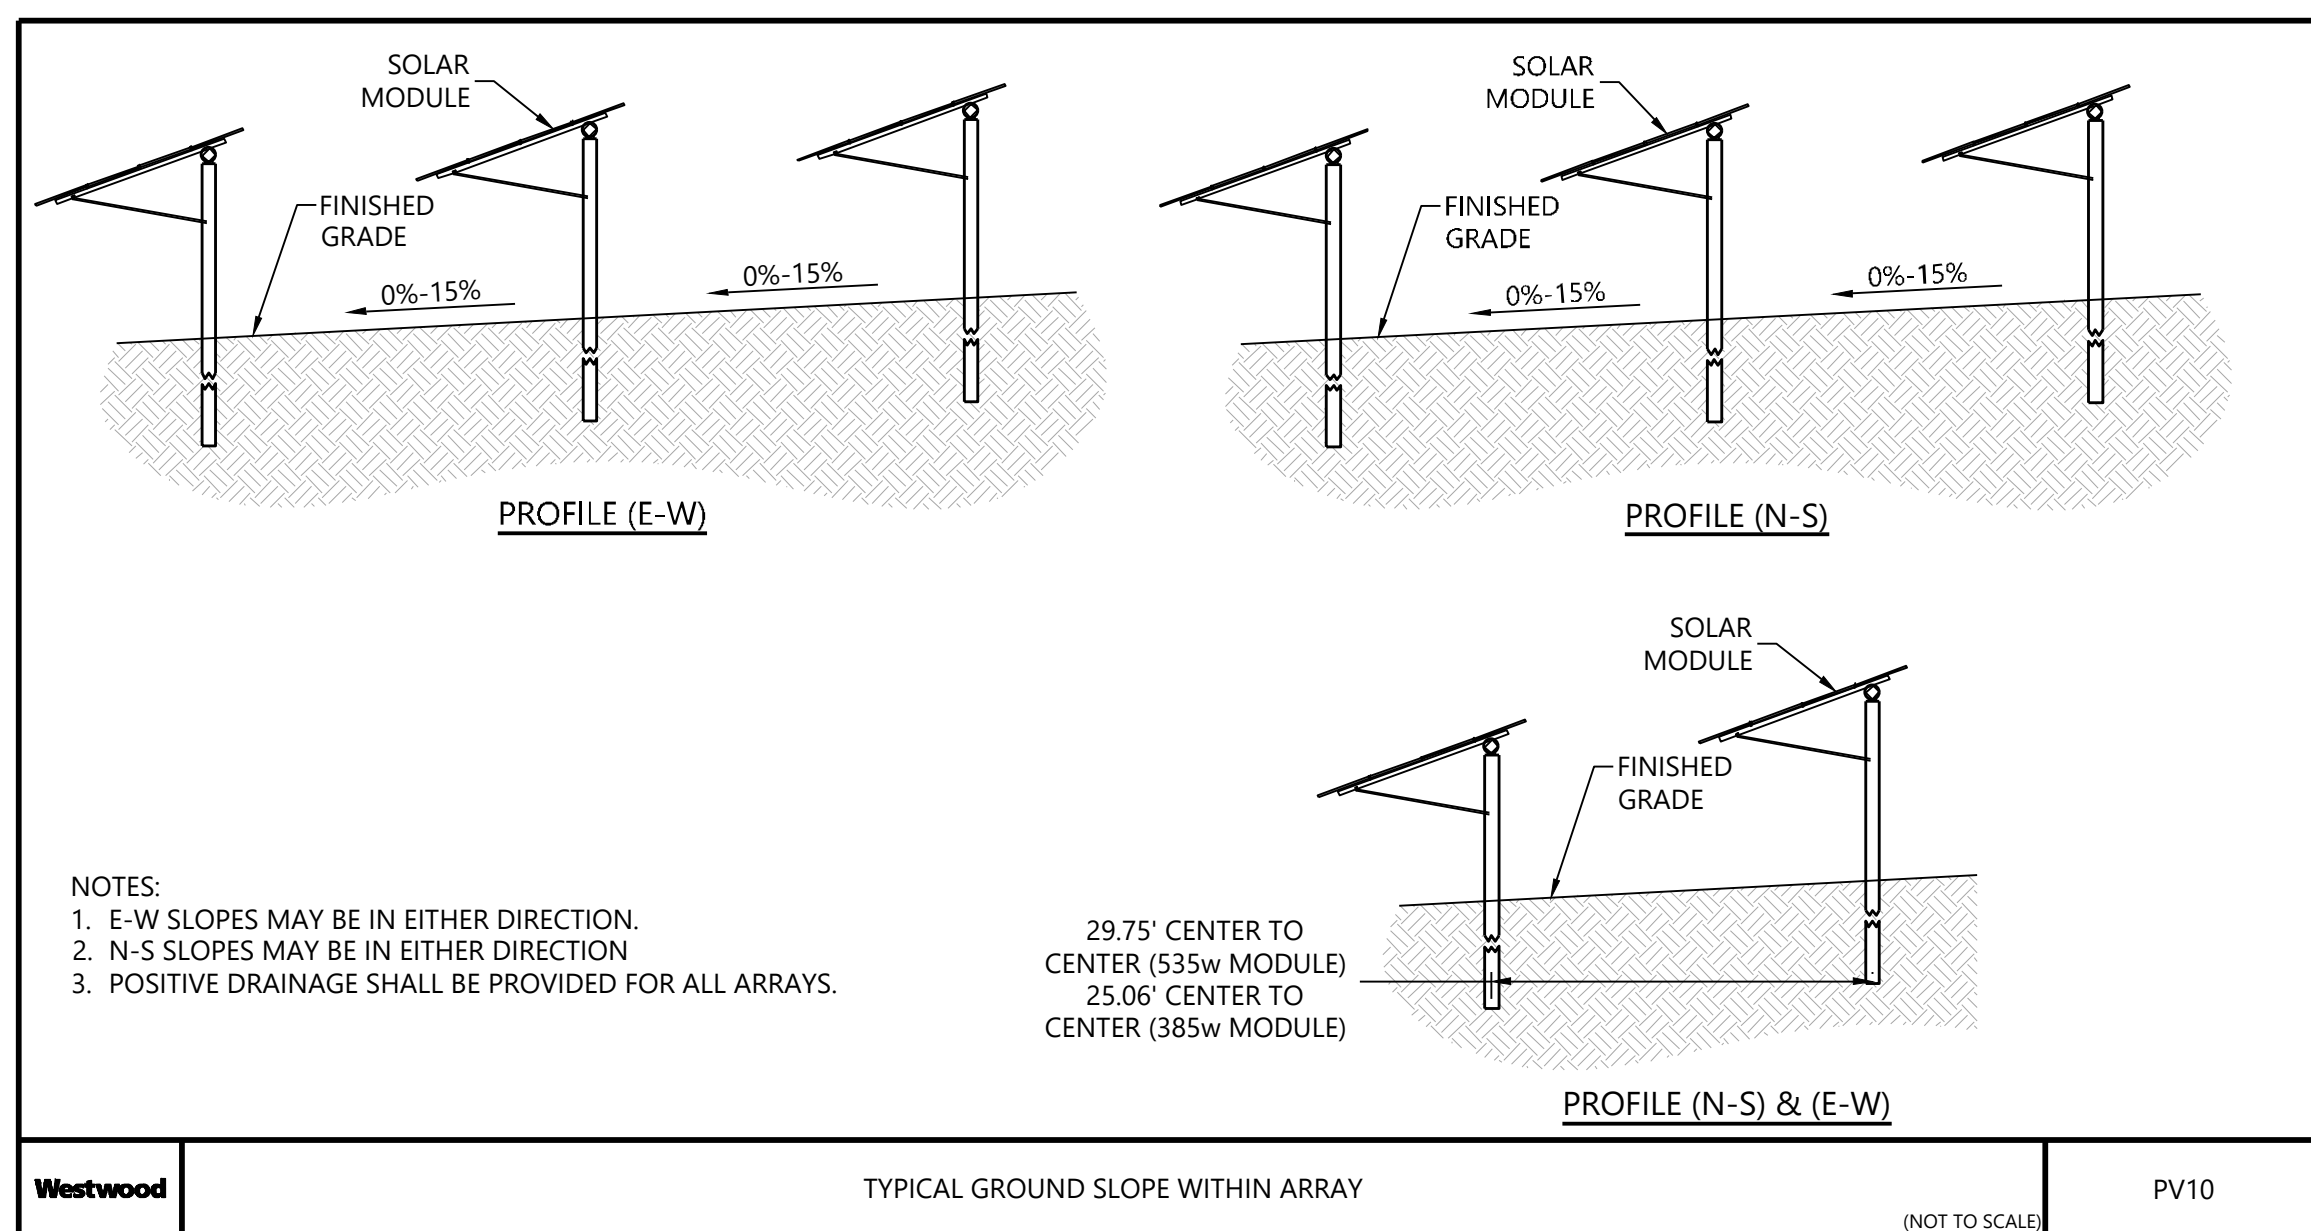 SOLAR
MODULE
FINISHED
GRADE
0%-15%
0%-15%
PROFILE (E-W)
SOLAR
MODULE
FINISHED
GRADE
0%-15%
0%-15%
PROFILE (N-S)
SOLAR
MODULE
FINISHED
GRADE
29.75' CENTER TO
CENTER (535w MODULE)
25.06' CENTER TO
CENTER (385w MODULE)
PROFILE (N-S) & (E-W)
NOTES:
1. E-W SLOPES MAY BE IN EITHER DIRECTION.
2. N-S SLOPES MAY BE IN EITHER DIRECTION
3. POSITIVE DRAINAGE SHALL BE PROVIDED FOR ALL ARRAYS.
Westwood
TYPICAL GROUND SLOPE WITHIN ARRAY
(NOT TO SCALE)
PV10